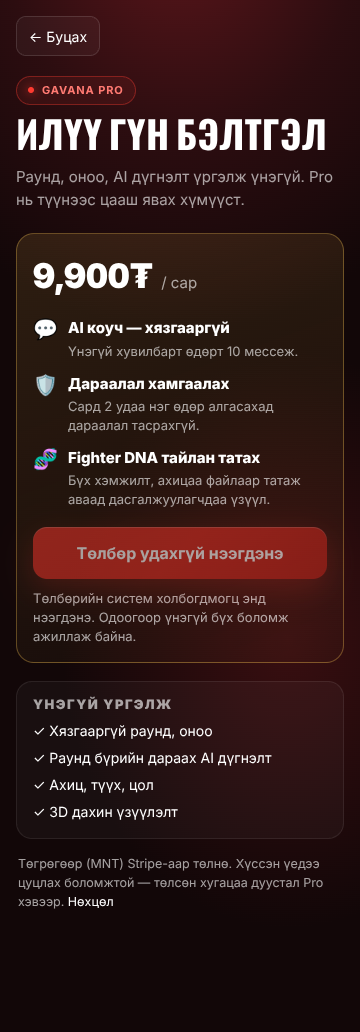 ← Буцах
GAVANA PRO
ИЛҮҮ ГҮН БЭЛТГЭЛ
Раунд, оноо, AI дүгнэлт үргэлж үнэгүй. Pro
нь түүнээс цааш явах хүмүүст.
9,900₮ / сар
AI коуч — хязгааргүй
Үнэгүй хувилбарт өдөрт 10 мессеж.
Дараалал хамгаалах
Сард 2 удаа нэг өдөр алгасахад
дараалал тасрахгүй.
Fighter DNA тайлан татах
Бүх хэмжилт, ахицаа файлаар татаж
аваад дасгалжуулагчдаа үзүүл.
Төлбөр удахгүй нээгдэнэ
Төлбөрийн систем холбогдмогц энд
нээгдэнэ. Одоогоор үнэгүй бүх боломж
ажиллаж байна.
ҮНЭГҮЙ ҮРГЭЛЖ
✓ Хязгааргүй раунд, оноо
✓ Раунд бүрийн дараах AI дүгнэлт
✓ Ахиц, түүх, цол
✓ 3D дахин үзүүлэлт
Төгрөгөөр (MNT) Stripe-аар төлнө. Хүссэн үедээ
цуцлах боломжтой — төлсөн хугацаа дуустал Pro
хэвээр. Нөхцөл